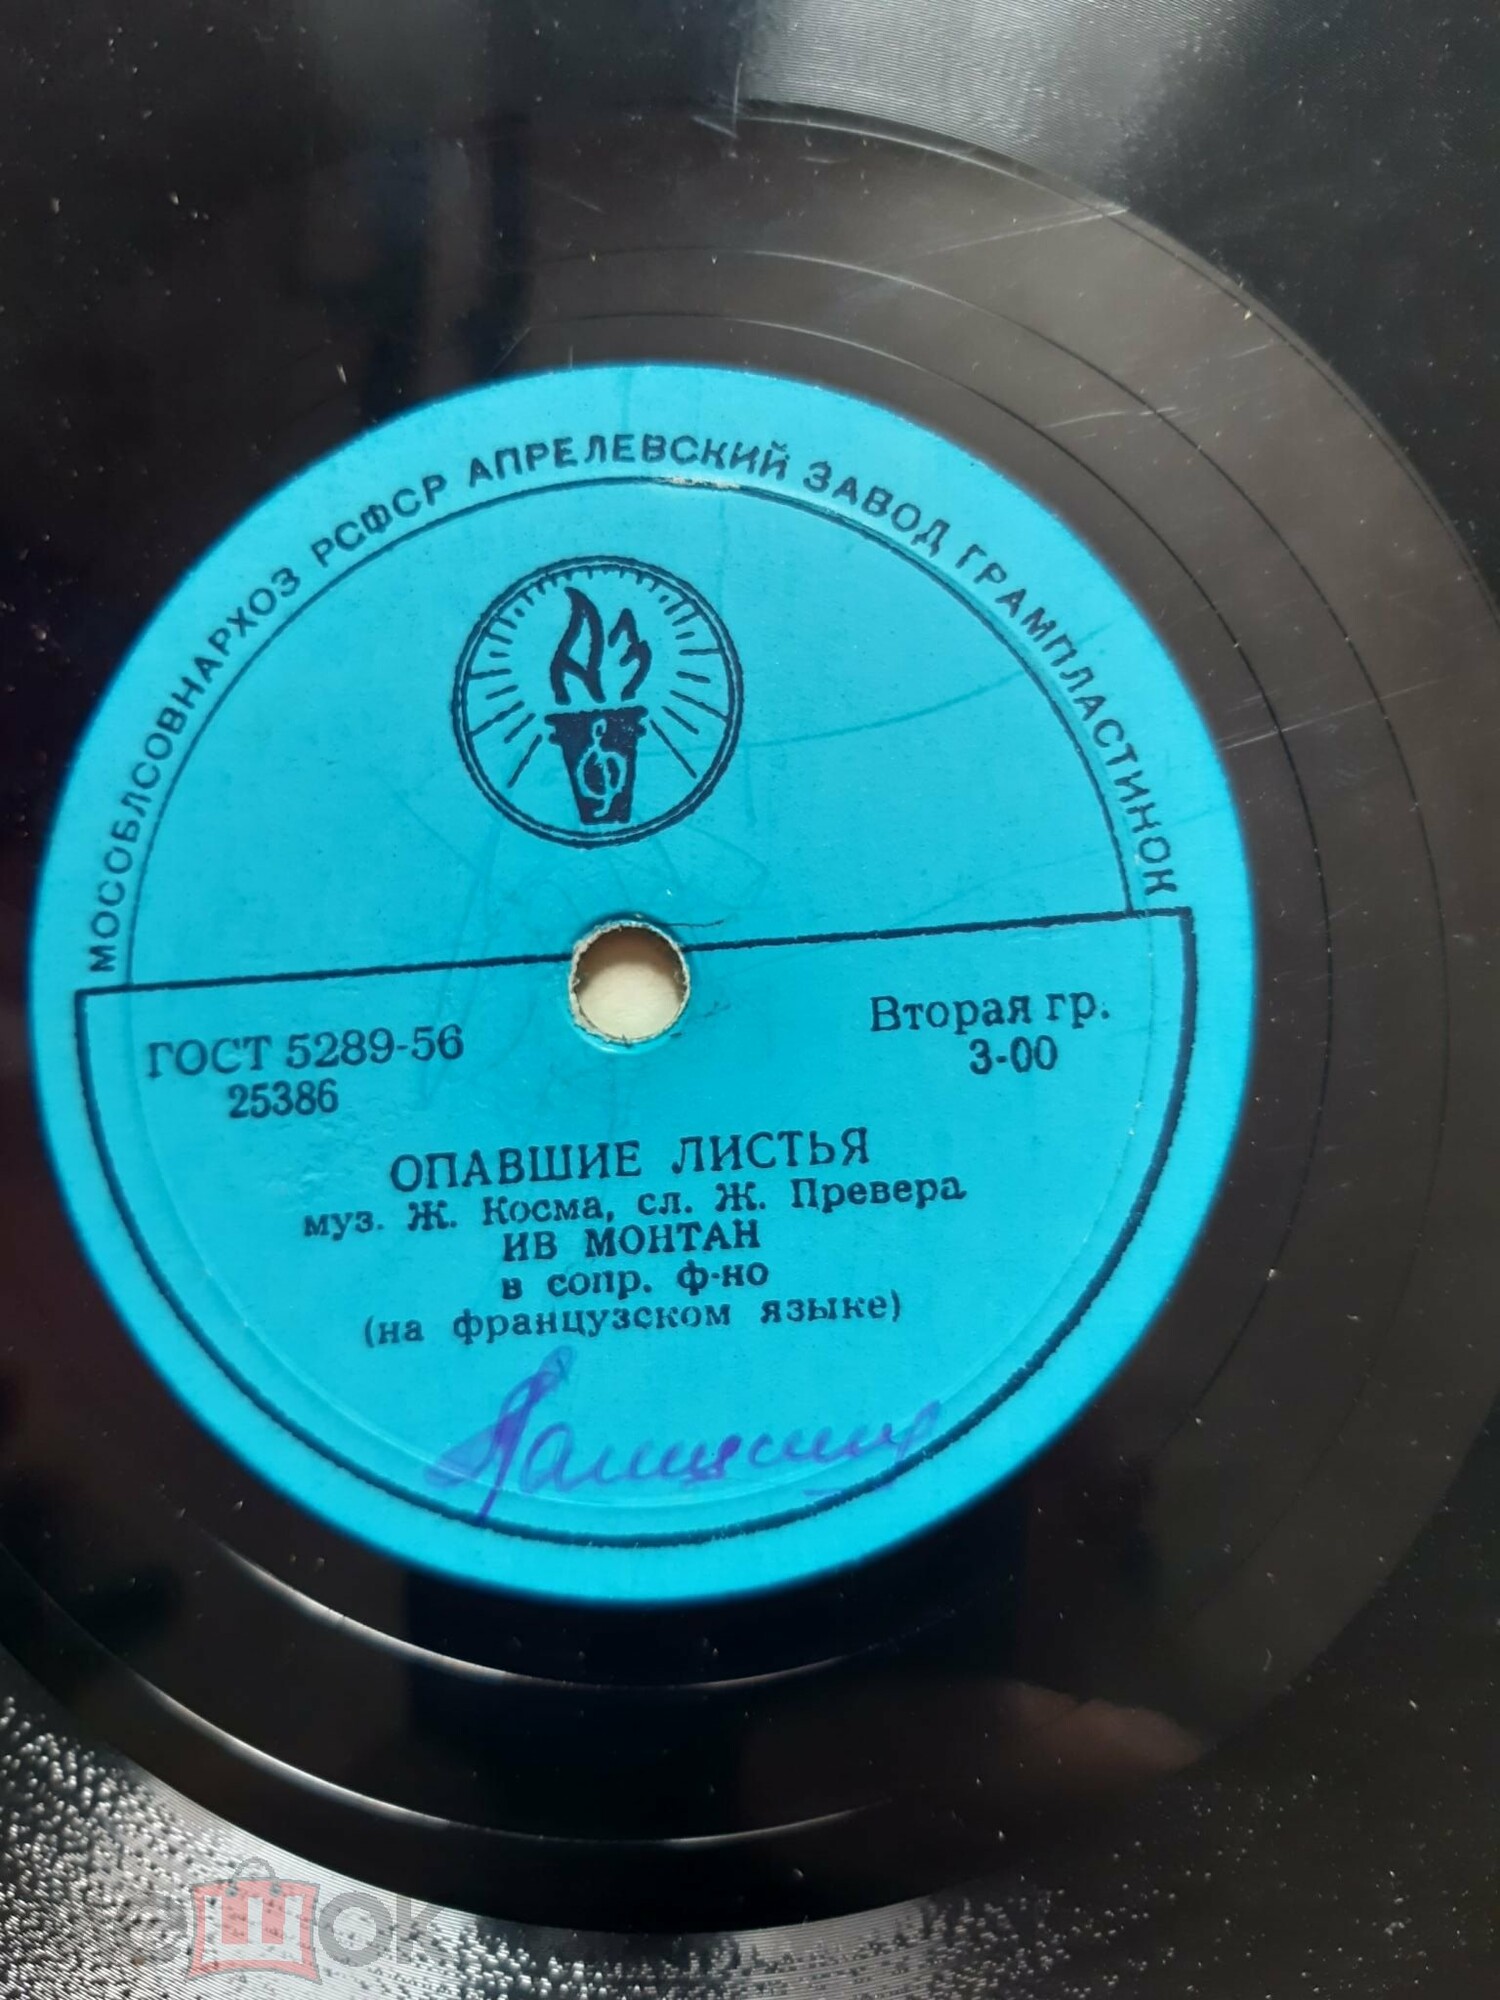 МОСОБЛСОВНАРХОЗ РСФСР АПРЕЛЕВСКИЙ ЗАВОД ГРАМПЛАСТИНОК
АЗ
ГОСТ 5289-56
25386
Вторая гр.
3-00
ОПАВШИЕ ЛИСТЬЯ
муз. Ж. Косма, сл. Ж. Превера
ИВ МОНТАН
в сопр. ф-но
(на французском языке)